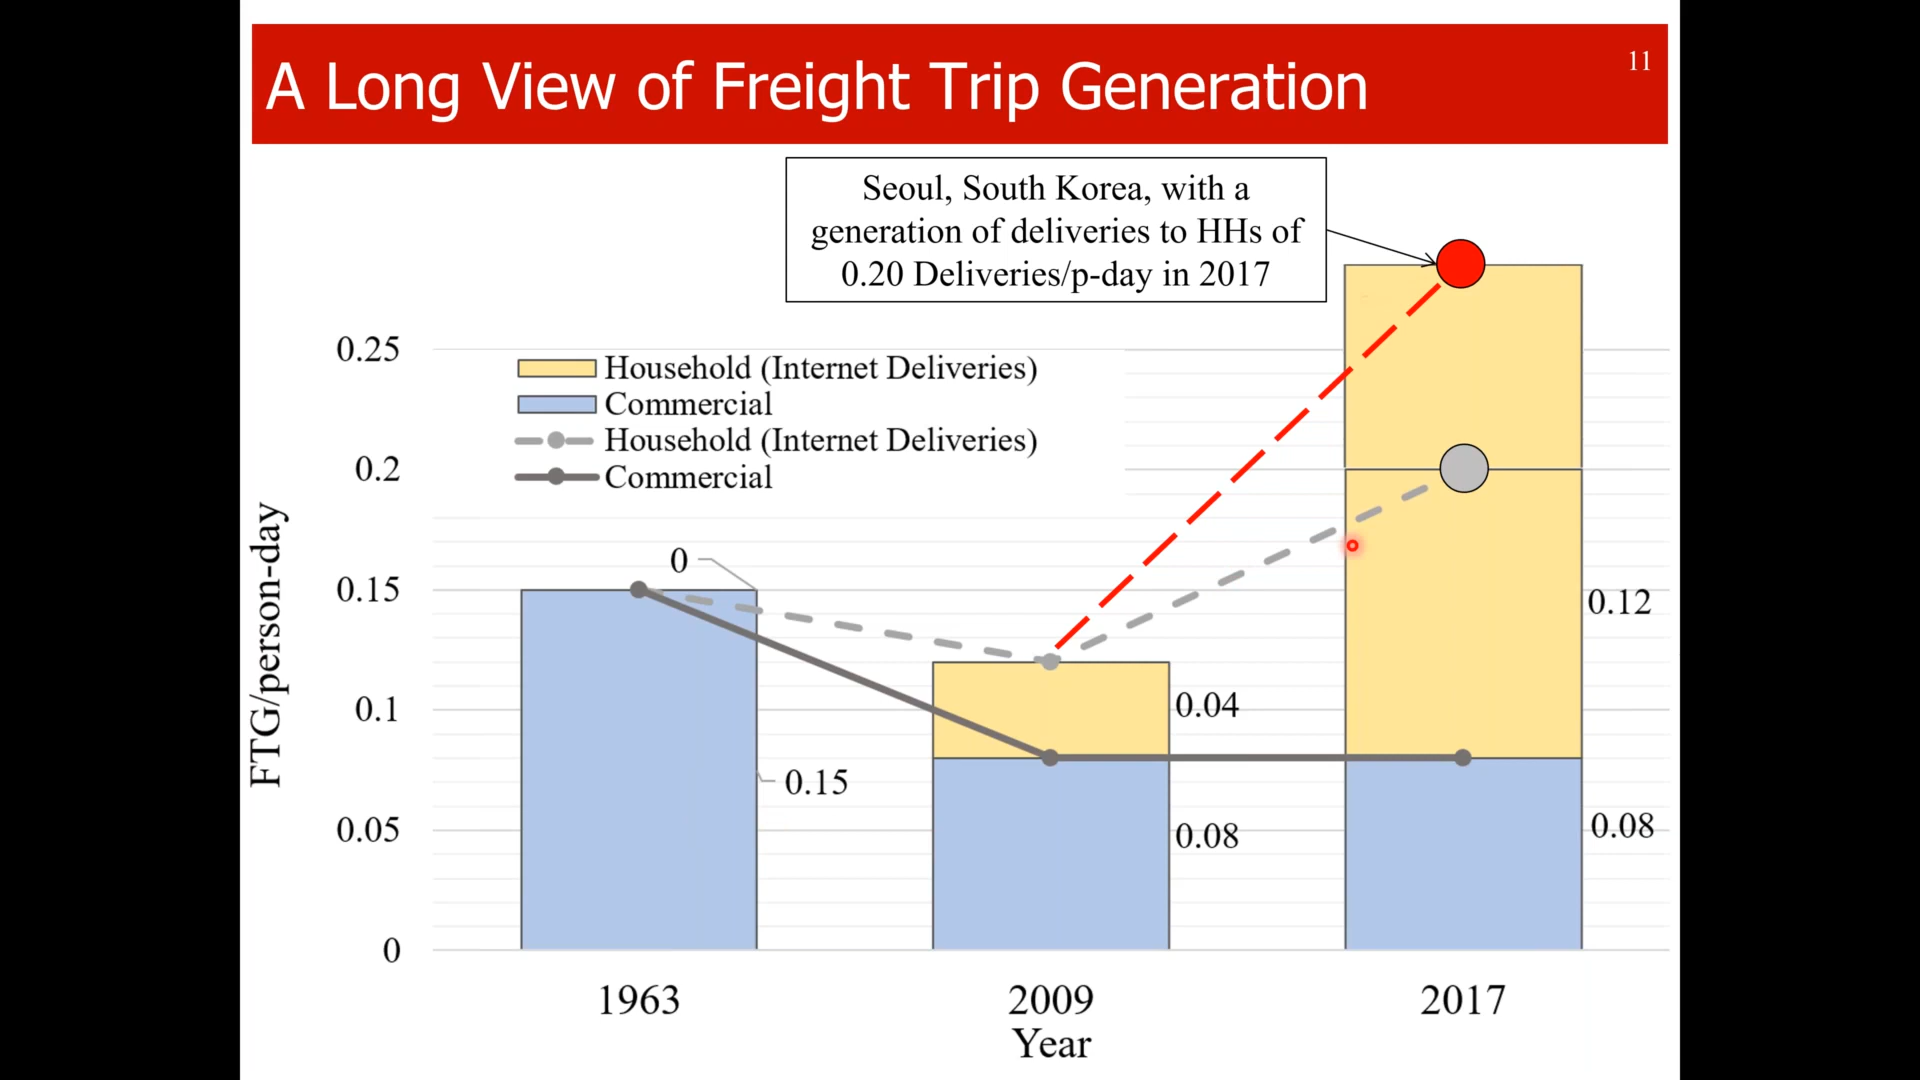 A Long View of Freight Trip Generation
11
Seoul, South Korea, with a
generation of deliveries to HHs of
0.20 Deliveries/p-day in 2017
Household (Internet Deliveries)
Commercial
Household (Internet Deliveries)
Commercial
FTG/person-day
0.25
0.2
0.15
0.1
0.05
0
0
0.15
0.04
0.08
0.12
0.08
1963
2009
2017
Year